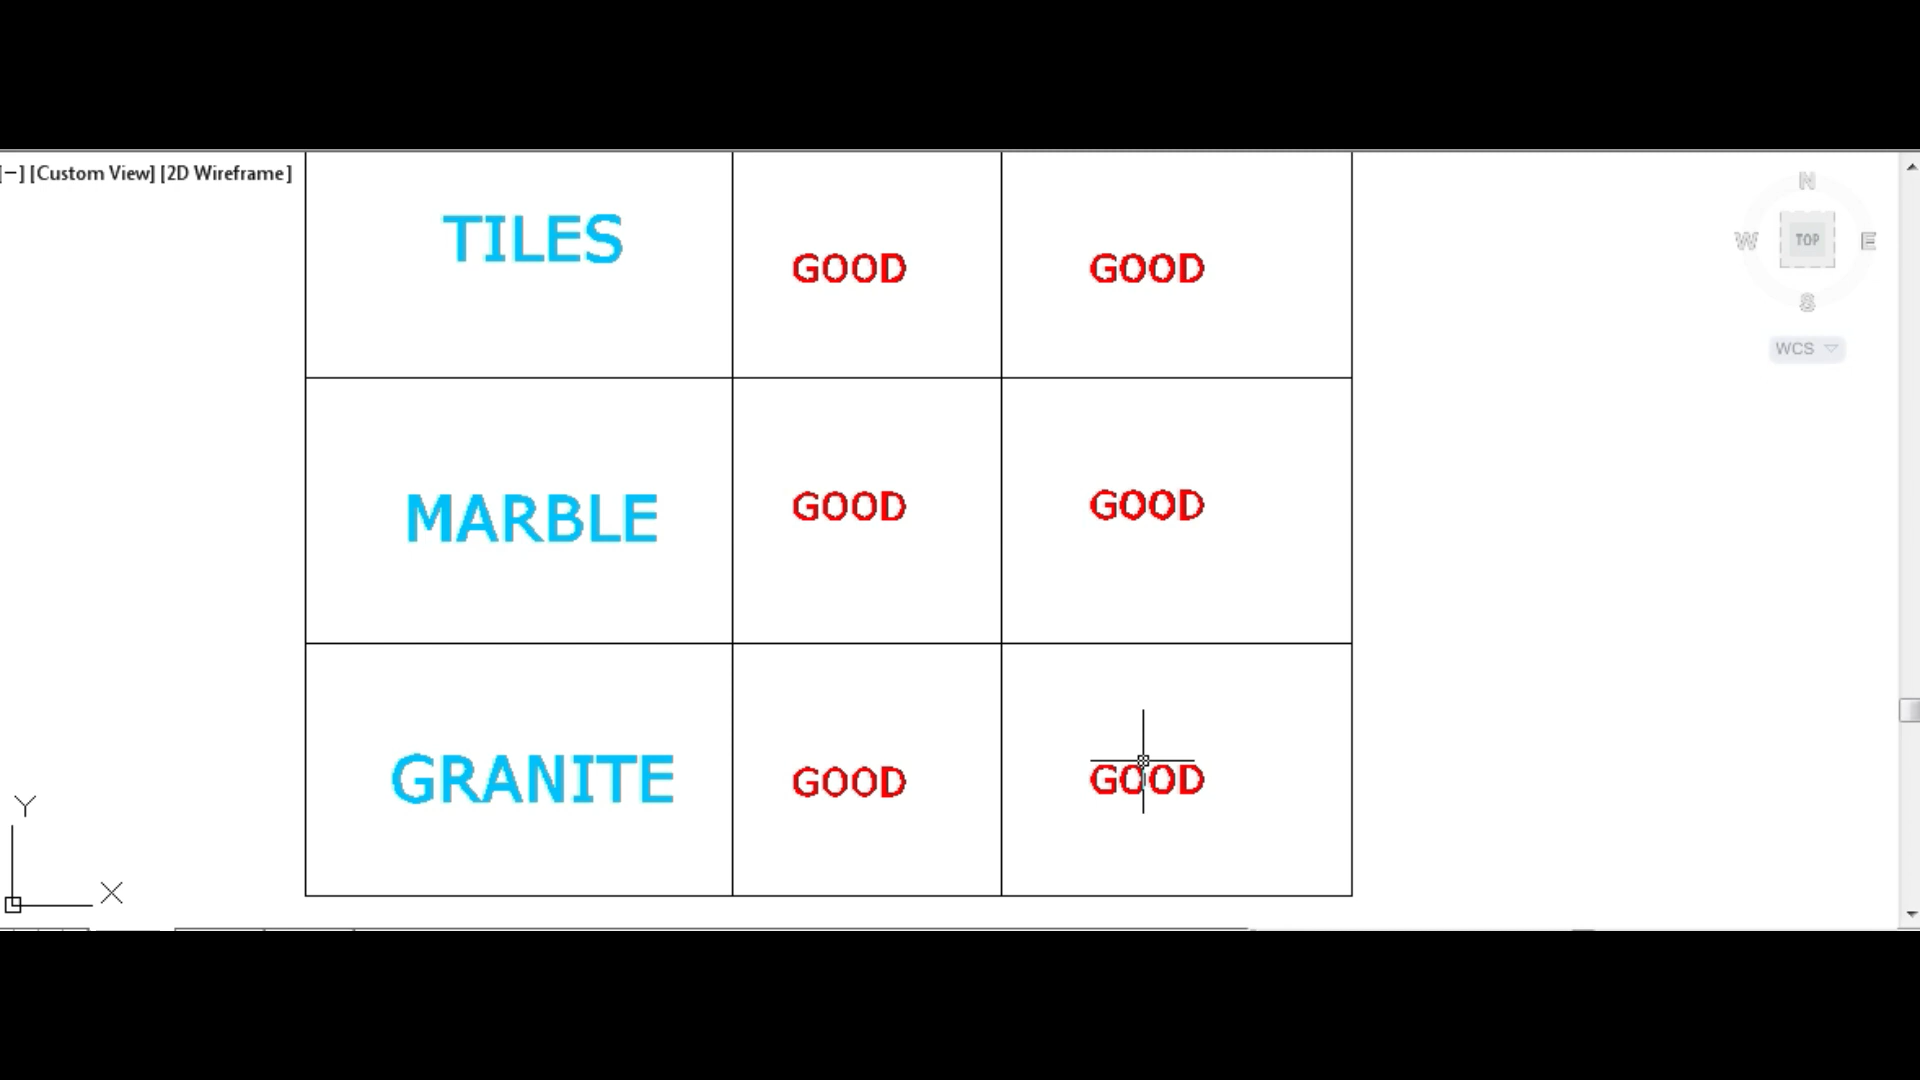 [−] [Custom View] [2D Wireframe]
N
W TOP E
S
WCS
TILES GOOD GOOD
MARBLE GOOD GOOD
GRANITE GOOD GOOD
Y
X